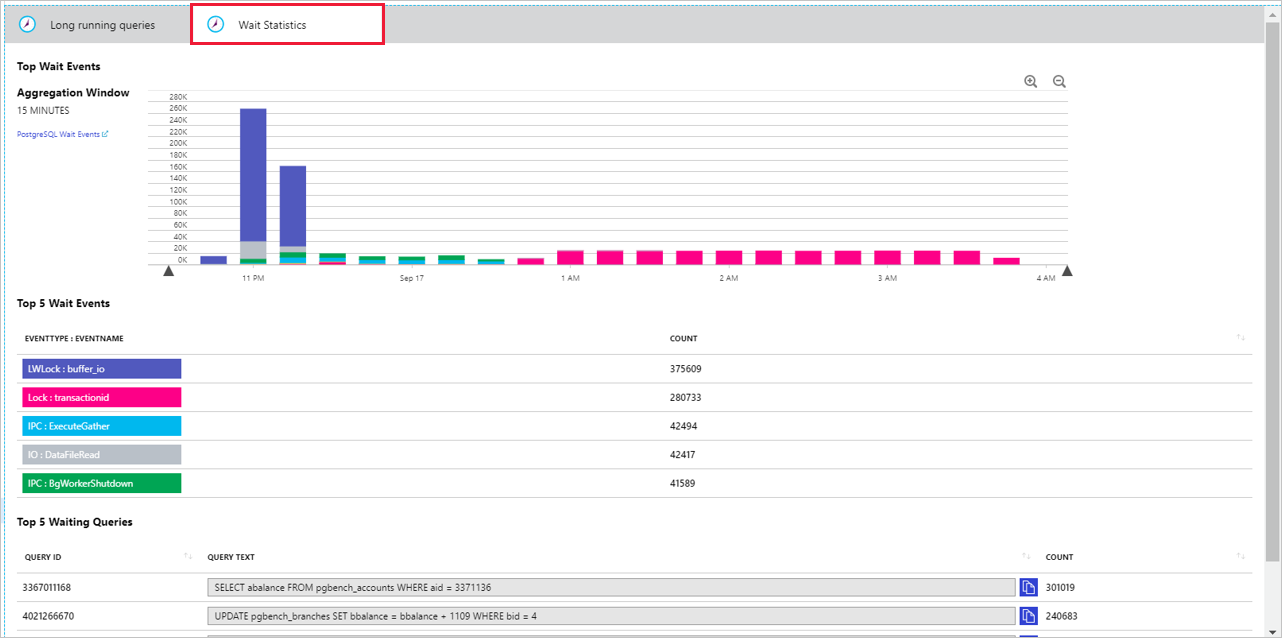 Long running queries
Wait Statistics
Top Wait Events
Aggregation Window
15 MINUTES
PostgreSQL Wait Events
280K
260K
240K
220K
200K
180K
160K
140K
120K
100K
80K
60K
40K
20K
0K
11 PM
Sep 17
1 AM
2 AM
3 AM
4 AM
Top 5 Wait Events
EVENTTYPE : EVENTNAME COUNT
LWLock : buffer_io 375609
Lock : transactionid 280733
IPC : ExecuteGather 42494
IO : DataFileRead 42417
IPC : BgWorkerShutdown 41589
Top 5 Waiting Queries
QUERY ID QUERY TEXT COUNT
3367011168 SELECT abalance FROM pgbench_accounts WHERE aid = 3371136 301019
4021266670 UPDATE pgbench_branches SET bbalance = bbalance + 1109 WHERE bid = 4 240683